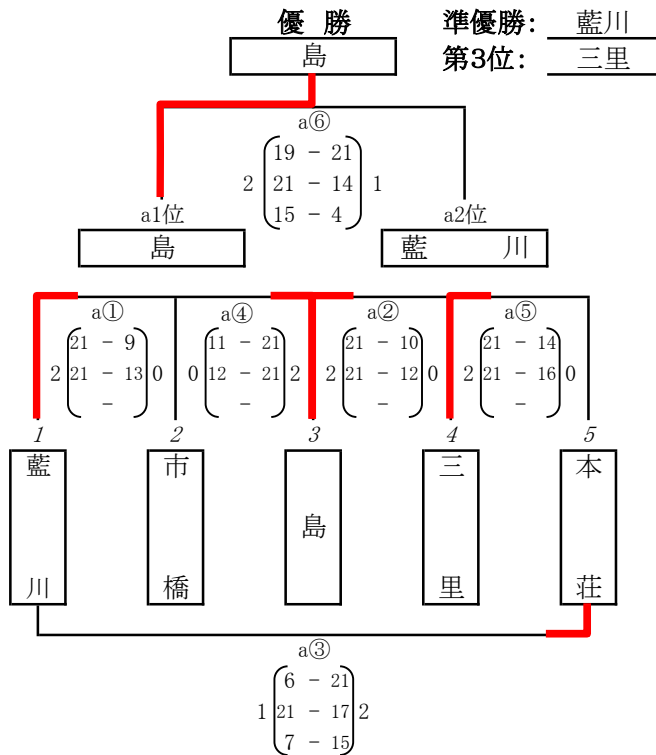 優 勝 準優勝： 藍川
島 第3位： 三里
a⑥
19 - 21
2 21 - 14 1
15 - 4
a1位 a2位
島 藍 川
a① a④ a② a⑤
21 - 9 11 - 21 21 - 10 21 - 14
2 21 - 13 0 0 12 - 21 2 2 21 - 12 0 2 21 - 16 0
- - - -
1 2 3 4 5
藍川 市橋 島 三里 本荘
a③
6 - 21
1 21 - 17 2
7 - 15